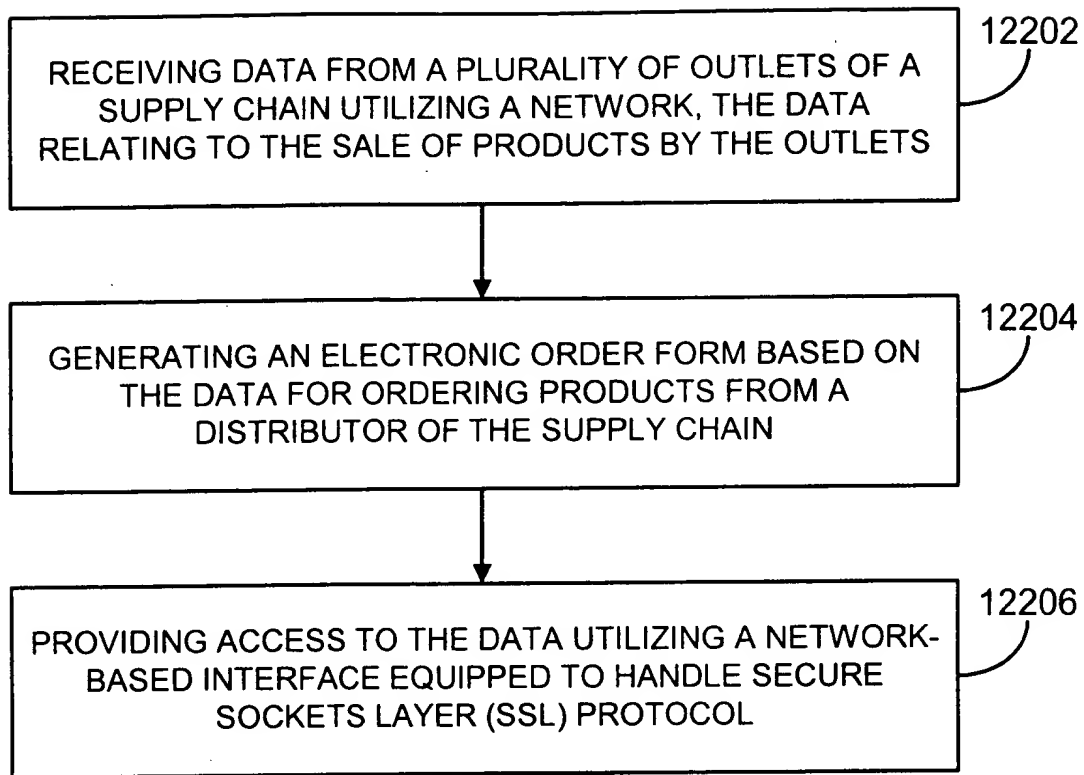 12202
RECEIVING DATA FROM A PLURALITY OF OUTLETS OF A
SUPPLY CHAIN UTILIZING A NETWORK, THE DATA
RELATING TO THE SALE OF PRODUCTS BY THE OUTLETS
12204
GENERATING AN ELECTRONIC ORDER FORM BASED ON
THE DATA FOR ORDERING PRODUCTS FROM A
DISTRIBUTOR OF THE SUPPLY CHAIN
12206
PROVIDING ACCESS TO THE DATA UTILIZING A NETWORK-
BASED INTERFACE EQUIPPED TO HANDLE SECURE
SOCKETS LAYER (SSL) PROTOCOL